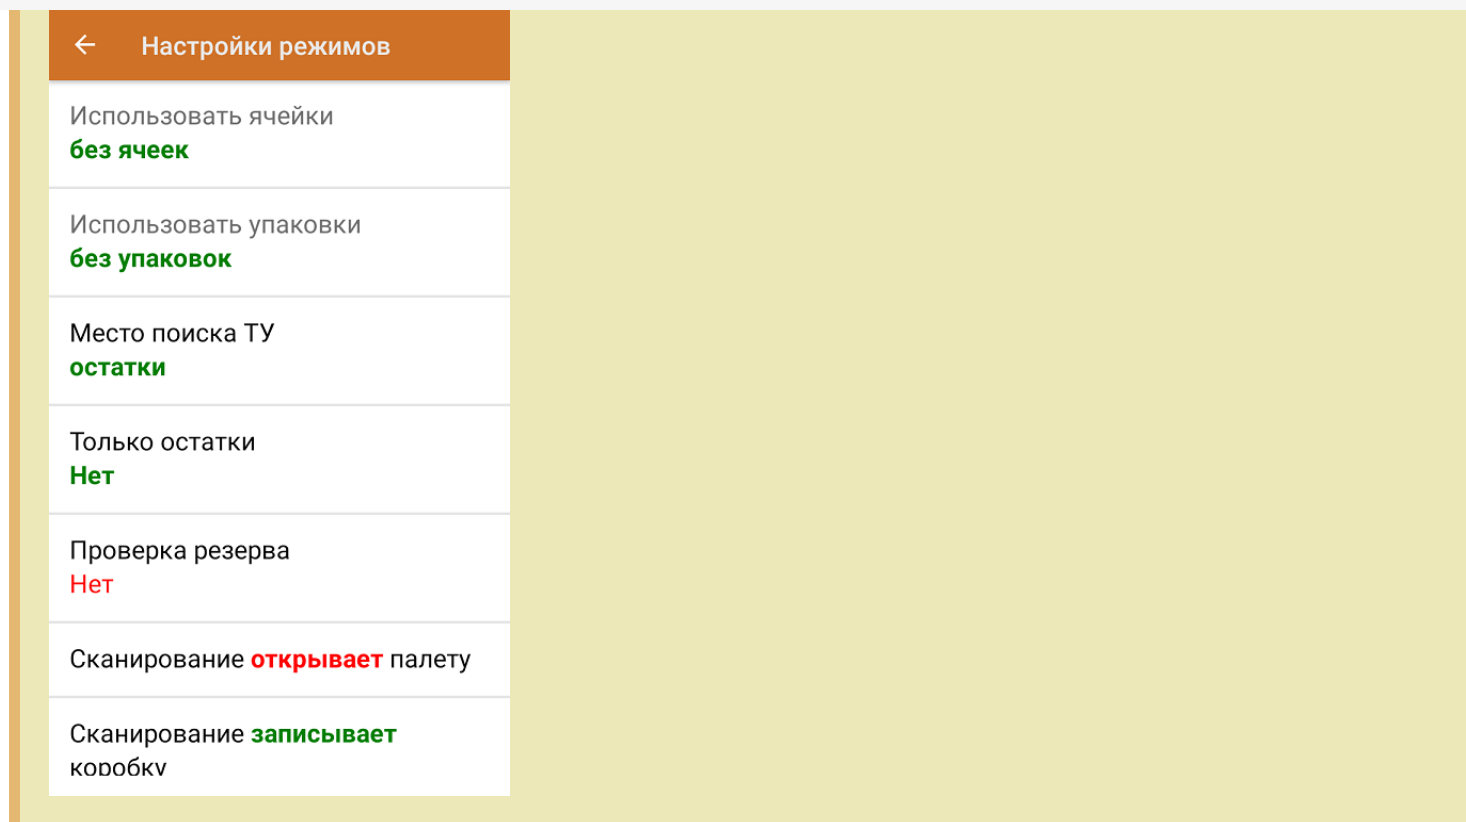 Настройки режимов
Использовать ячейки
без ячеек
Использовать упаковки
без упаковок
Место поиска ТУ
остатки
Только остатки
Нет
Проверка резерва
Нет
Сканирование открывает палету
Сканирование записывает
коробку